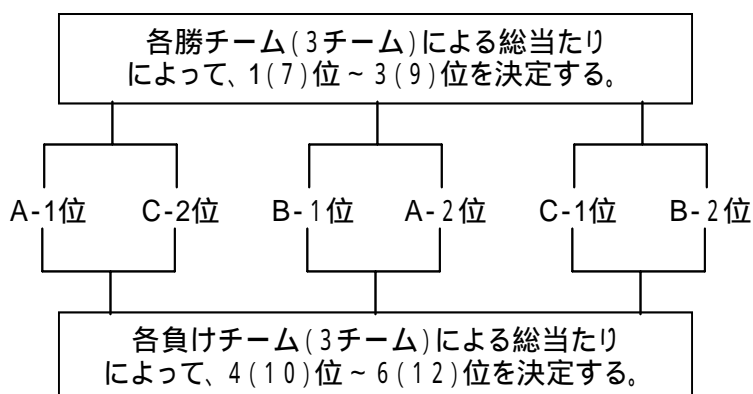 各勝チーム(3チーム)による総当たり
によって、1(7)位~3(9)位を決定する。
A-1位 C-2位 B-1位 A-2位 C-1位 B-2位
各負けチーム(3チーム)による総当たり
によって、4(10)位~6(12)位を決定する。